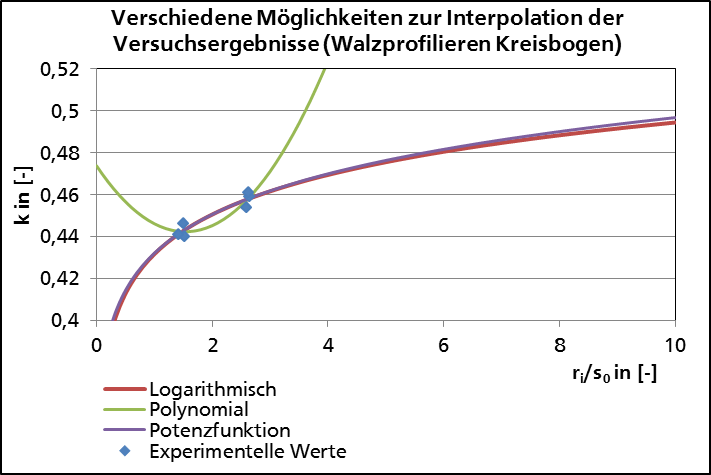 Verschiedene Möglichkeiten zur Interpolation der
Versuchsergebnisse (Walzprofilieren Kreisbogen)
0,52
0,5
0,48
0,46
0,44
0,42
0,4
k in [-]
0 2 4 6 8 10
rᵢ/s₀ in [-]
Logarithmisch
Polynomial
Potenzfunktion
Experimentelle Werte